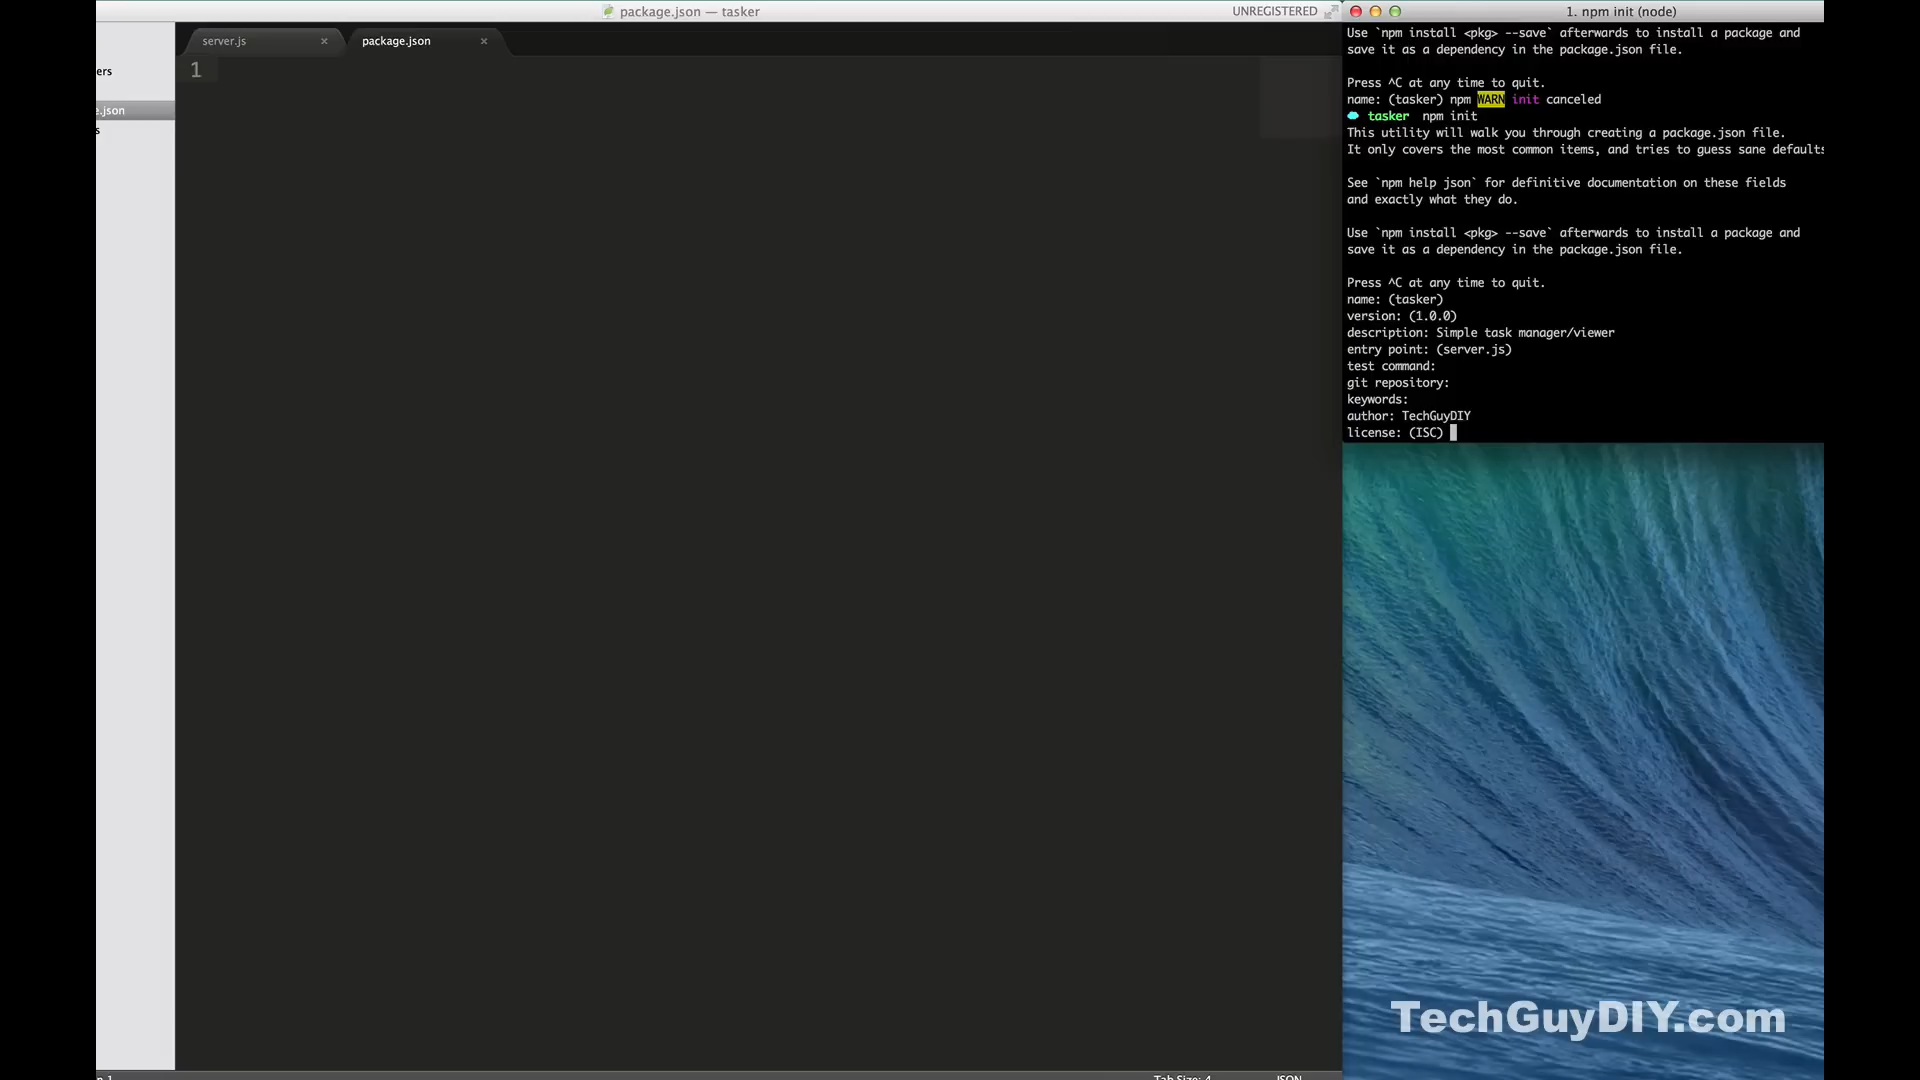 package.json — tasker
UNREGISTERED
server.js
package.json
1
ers
e.json
s
Tab Size: 4
JSON
1. npm init (node)
Use `npm install <pkg> --save` afterwards to install a package and
save it as a dependency in the package.json file.
Press ^C at any time to quit.
name: (tasker) npm WARN init canceled
tasker npm init
This utility will walk you through creating a package.json file.
It only covers the most common items, and tries to guess sane defaults
See `npm help json` for definitive documentation on these fields
and exactly what they do.
Use `npm install <pkg> --save` afterwards to install a package and
save it as a dependency in the package.json file.
Press ^C at any time to quit.
name: (tasker)
version: (1.0.0)
description: Simple task manager/viewer
entry point: (server.js)
test command:
git repository:
keywords:
author: TechGuyDIY
license: (ISC)
TechGuyDIY.com